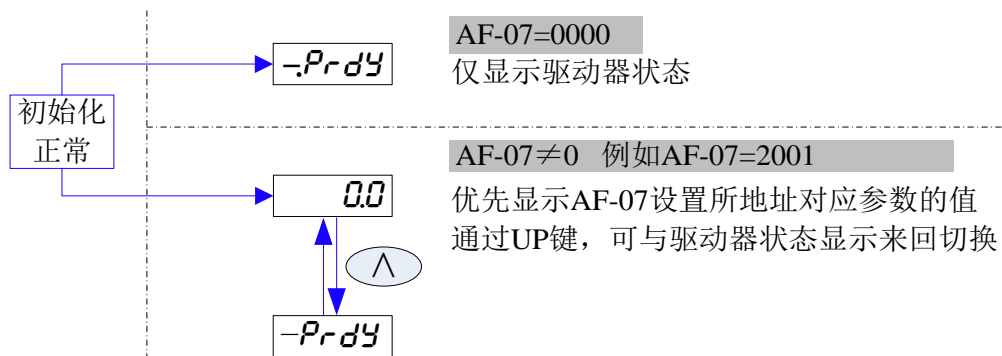 AF-07=0000
-.Prdy
仅显示驱动器状态
初始化
正常
AF-07≠0 例如AF-07=2001
0.0
优先显示AF-07设置所地址对应参数的值
通过UP键，可与驱动器状态显示来回切换
∧
-Prdy